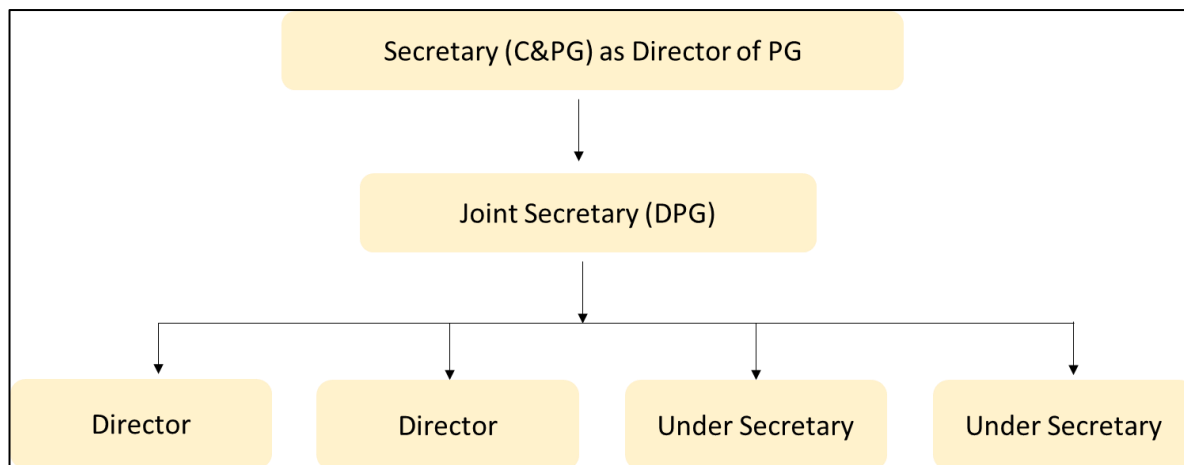 Secretary (C&PG) as Director of PG
Joint Secretary (DPG)
Director
Director
Under Secretary
Under Secretary